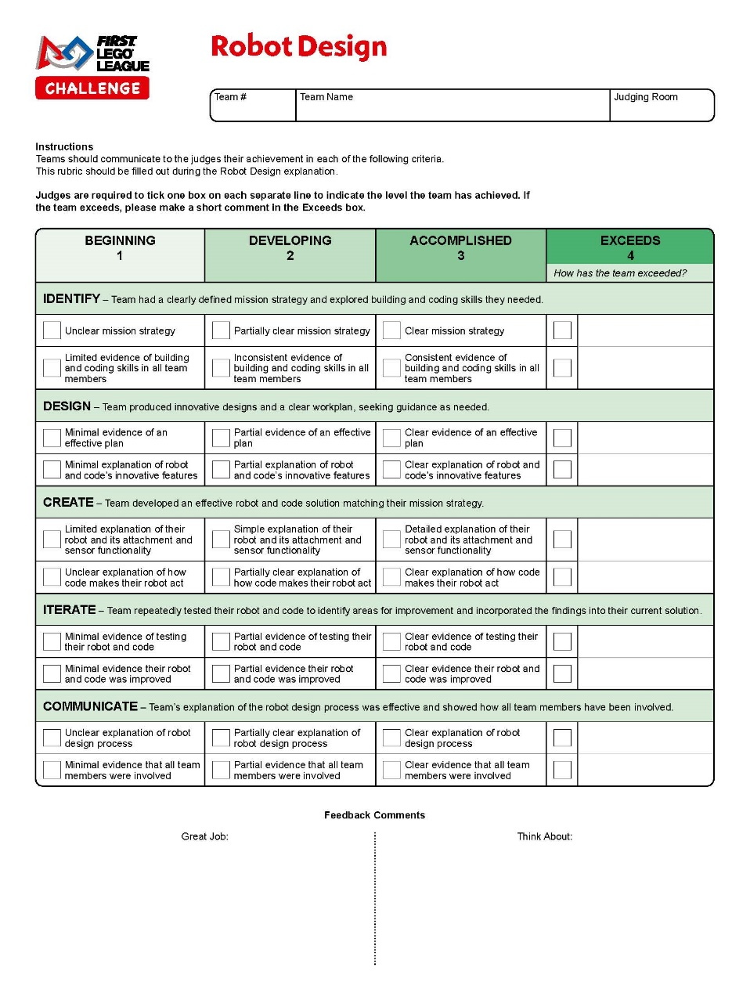 FIRST
LEGO
LEAGUE
CHALLENGE
Robot Design
Team #
Team Name
Judging Room
Instructions
Teams should communicate to the judges their achievement in each of the following criteria.
This rubric should be filled out during the Robot Design explanation.
Judges are required to tick one box on each separate line to indicate the level the team has achieved. If
the team exceeds, please make a short comment in the Exceeds box.
BEGINNING
1
DEVELOPING
2
ACCOMPLISHED
3
EXCEEDS
4
How has the team exceeded?
IDENTIFY – Team had a clearly defined mission strategy and explored building and coding skills they needed.
Unclear mission strategy
Partially clear mission strategy
Clear mission strategy
Limited evidence of building
and coding skills in all team
members
Inconsistent evidence of
building and coding skills in all
team members
Consistent evidence of
building and coding skills in all
team members
DESIGN – Team produced innovative designs and a clear workplan, seeking guidance as needed.
Minimal evidence of an
effective plan
Partial evidence of an effective
plan
Clear evidence of an effective
plan
Minimal explanation of robot
and code's innovative features
Partial explanation of robot
and code's innovative features
Clear explanation of robot and
code's innovative features
CREATE – Team developed an effective robot and code solution matching their mission strategy.
Limited explanation of their
robot and its attachment and
sensor functionality
Simple explanation of their
robot and its attachment and
sensor functionality
Detailed explanation of their
robot and its attachment and
sensor functionality
Unclear explanation of how
code makes their robot act
Partially clear explanation of
how code makes their robot act
Clear explanation of how code
makes their robot act
ITERATE – Team repeatedly tested their robot and code to identify areas for improvement and incorporated the findings into their current solution.
Minimal evidence of testing
their robot and code
Partial evidence of testing their
robot and code
Clear evidence of testing their
robot and code
Minimal evidence their robot
and code was improved
Partial evidence their robot
and code was improved
Clear evidence their robot and
code was improved
COMMUNICATE – Team's explanation of the robot design process was effective and showed how all team members have been involved.
Unclear explanation of robot
design process
Partially clear explanation of
robot design process
Clear explanation of robot
design process
Minimal evidence that all team
members were involved
Partial evidence that all team
members were involved
Clear evidence that all team
members were involved
Feedback Comments
Great Job:
Think About: